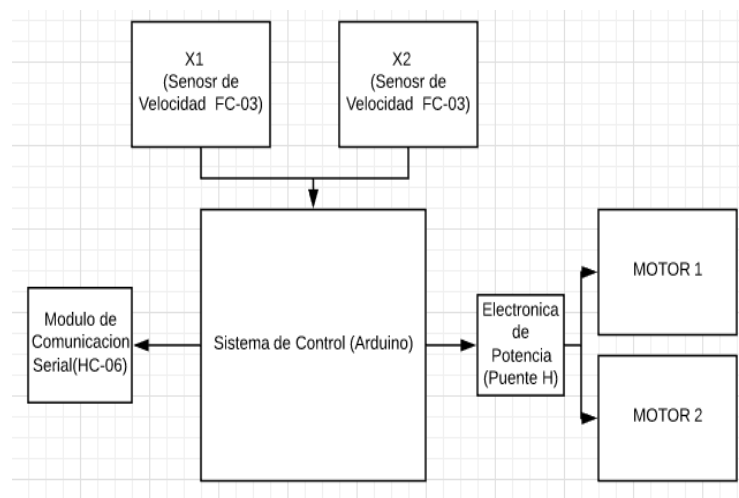 X1
(Senosr de
Velocidad FC-03)
X2
(Senosr de
Velocidad FC-03)
Modulo de
Comunicacion
Serial(HC-06)
Sistema de Control (Arduino)
Electronica
de
Potencia
(Puente H)
MOTOR 1
MOTOR 2